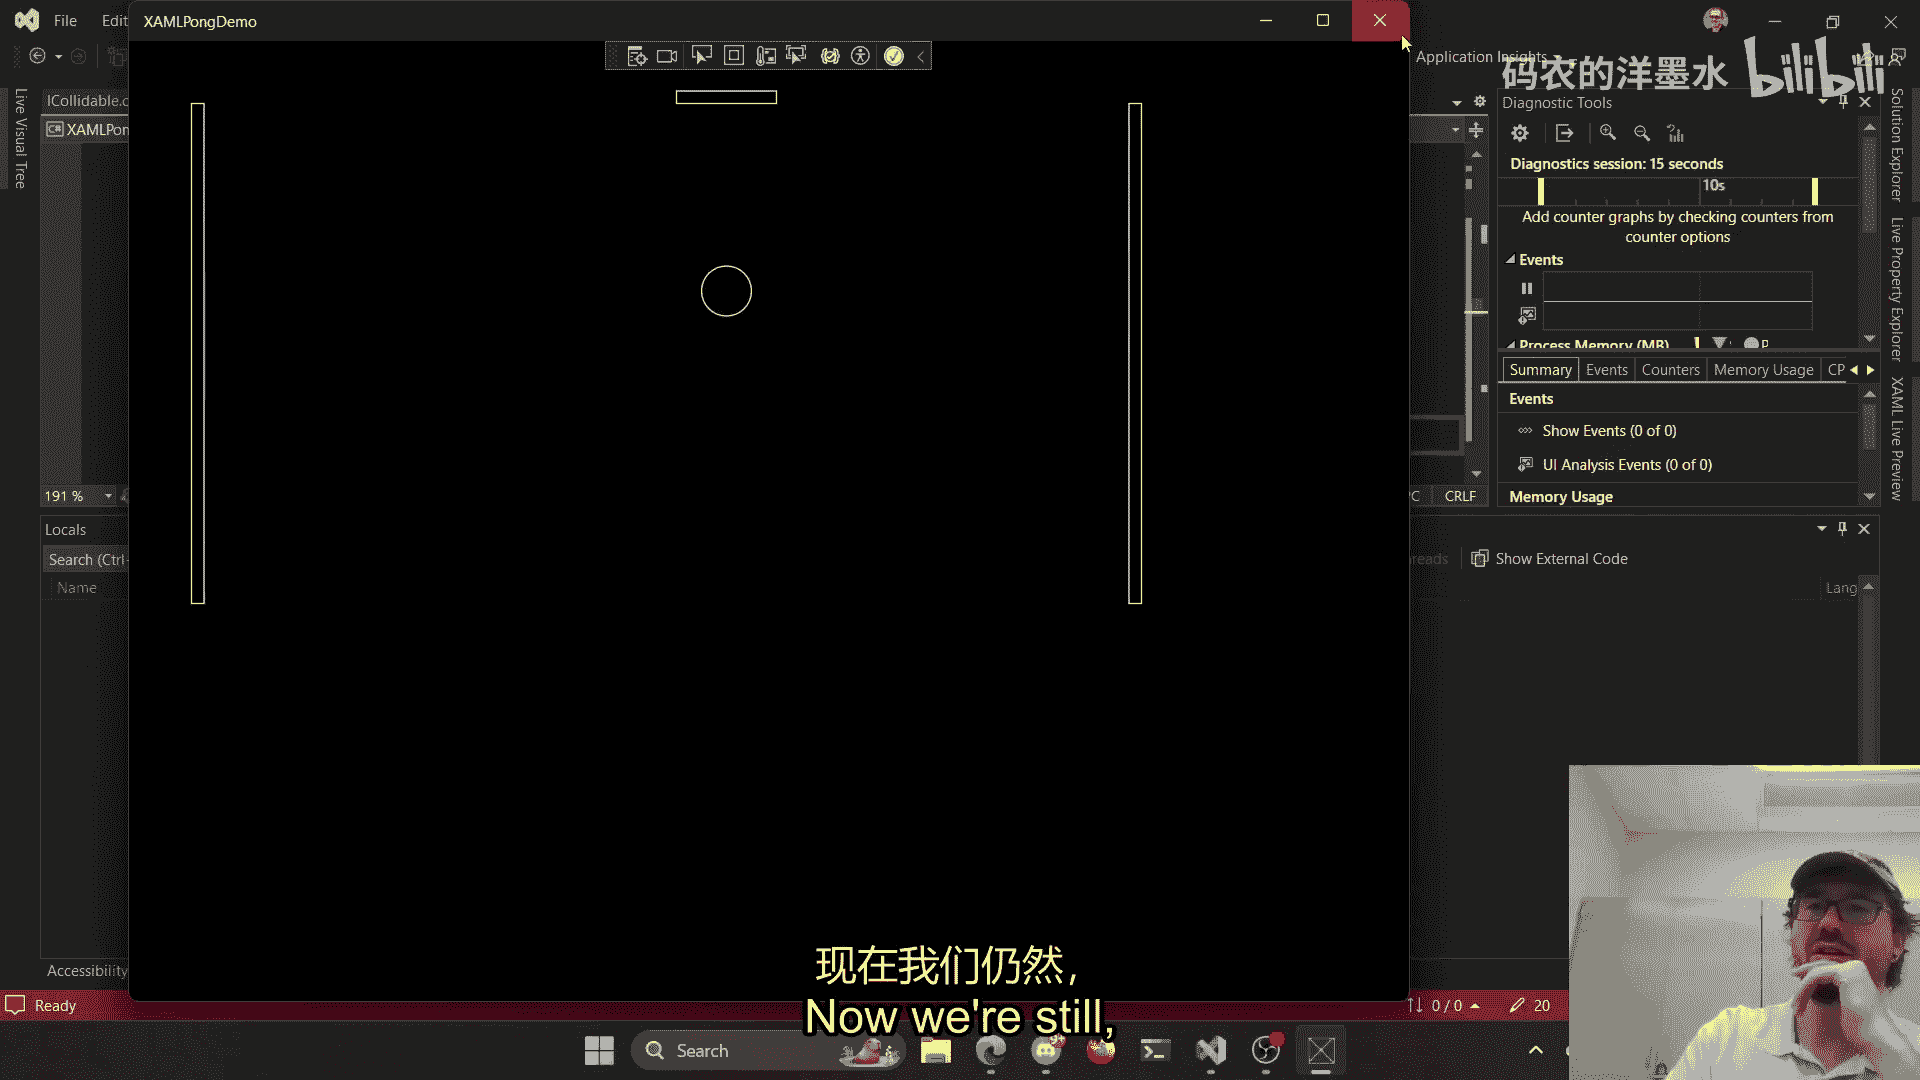 File
Edit
XAMLPongDemo
Application Insights
码农的洋墨水 bilibili
ICollidable.c
XAMLPon
Live Visual Tree
Diagnostic Tools
Diagnostics session: 15 seconds
10s
Add counter graphs by checking counters from
counter options
Events
Process Memory (MB)
P
Summary
Events
Counters
Memory Usage
CP
Events
Show Events (0 of 0)
UI Analysis Events (0 of 0)
Memory Usage
Solution Explorer
Live Property Explorer
XAML Live Preview
191 %
C
CRLF
Locals
Search (Ctrl+
Name
reads
Show External Code
Lang
Accessibility
Ready
0 / 0
20
现在我们仍然，
Now we're still,
Search
9+